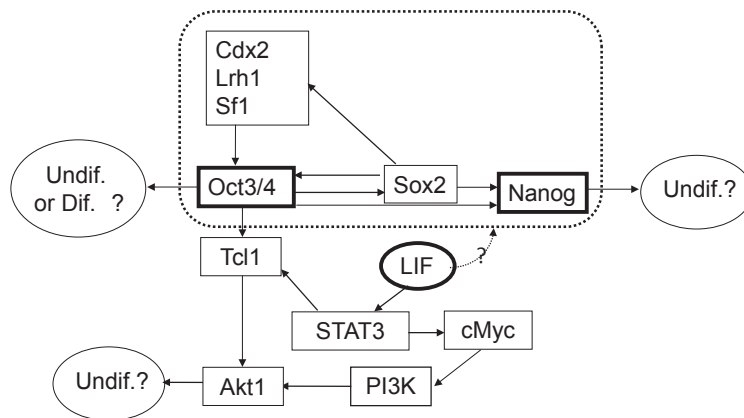 Cdx2
Lrh1
Sf1
Undif.
or Dif. ?
Oct3/4
Sox2
Nanog
Undif.?
Tcl1
LIF
?
STAT3
cMyc
Undif.?
Akt1
PI3K